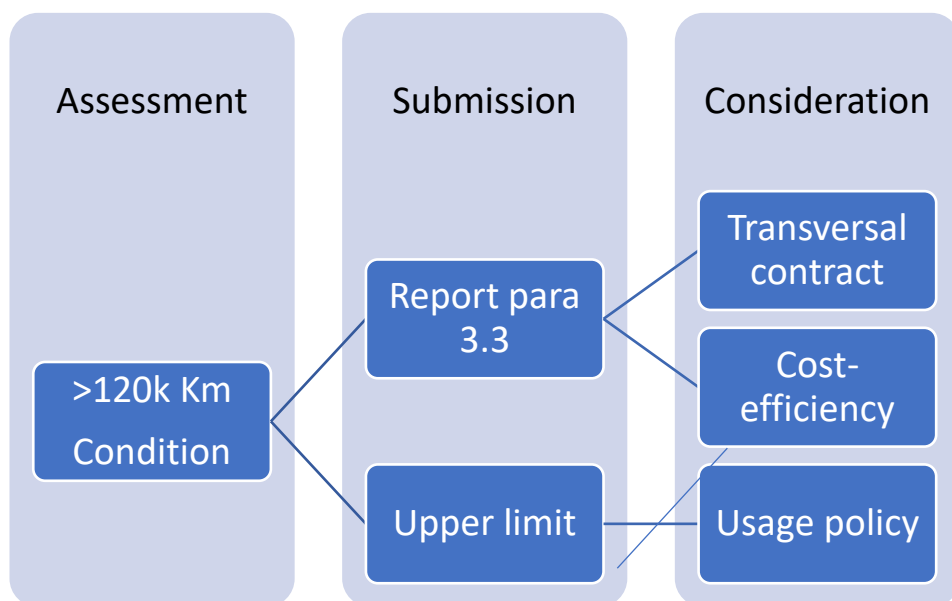 Assessment
Submission
Consideration
>120k Km
Condition
Report para
3.3
Upper limit
Transversal
contract
Cost-
efficiency
Usage policy